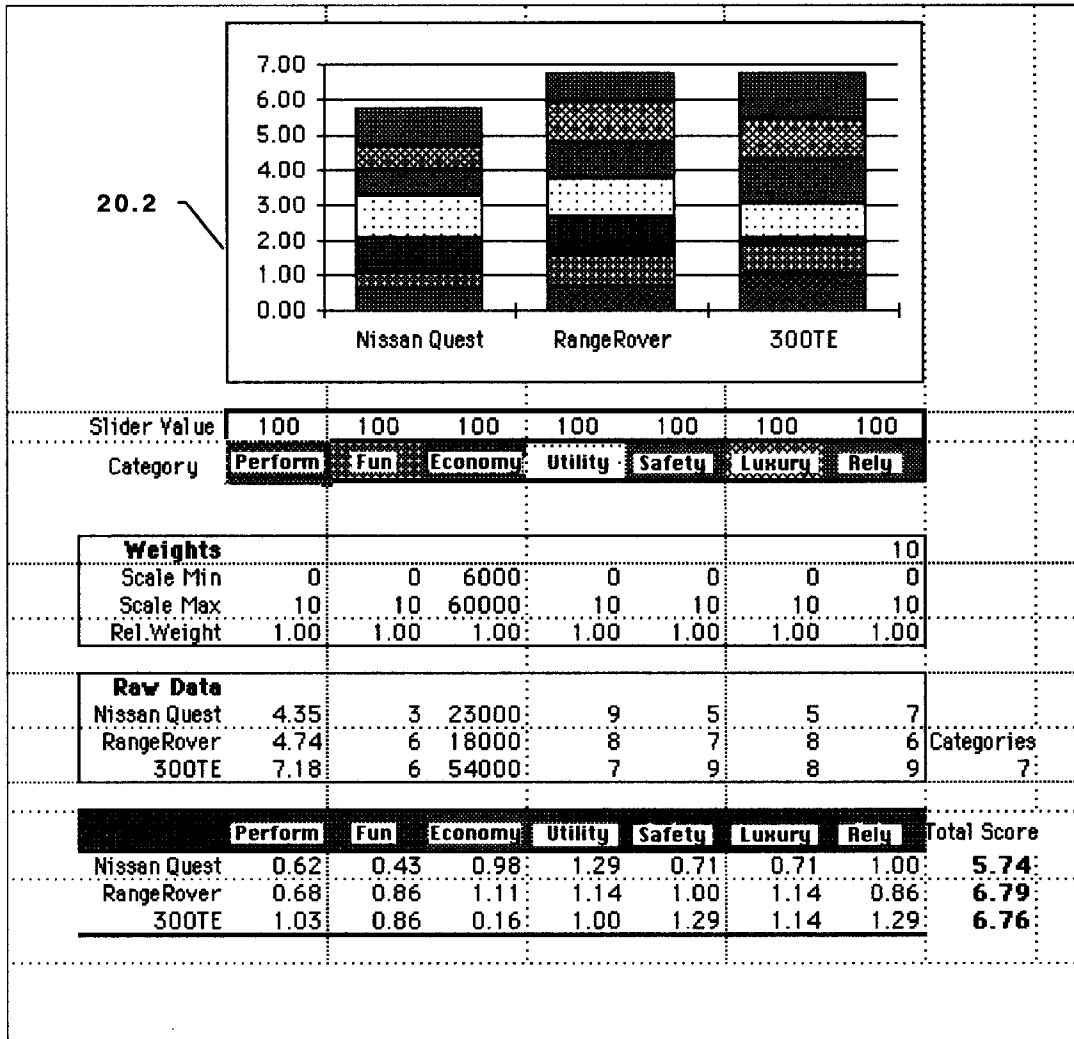 7.00
6.00
5.00
4.00
3.00
2.00
1.00
0.00
20.2
Nissan Quest RangeRover 300TE
Slider Value 100 100 100 100 100 100 100
Category Perform Fun Economy Utility Safety Luxury Rely
Weights 10
Scale Min 0 0 6000 0 0 0 0
Scale Max 10 10 60000 10 10 10 10
Rel.Weight 1.00 1.00 1.00 1.00 1.00 1.00 1.00
Raw Data
Nissan Quest 4.35 3 23000 9 5 5 7
RangeRover 4.74 6 18000 8 7 8 6 Categories
300TE 7.18 6 54000 7 9 8 9 7
Perform Fun Economy Utility Safety Luxury Rely Total Score
Nissan Quest 0.62 0.43 0.98 1.29 0.71 0.71 1.00 5.74
RangeRover 0.68 0.86 1.11 1.14 1.00 1.14 0.86 6.79
300TE 1.03 0.86 0.16 1.00 1.29 1.14 1.29 6.76